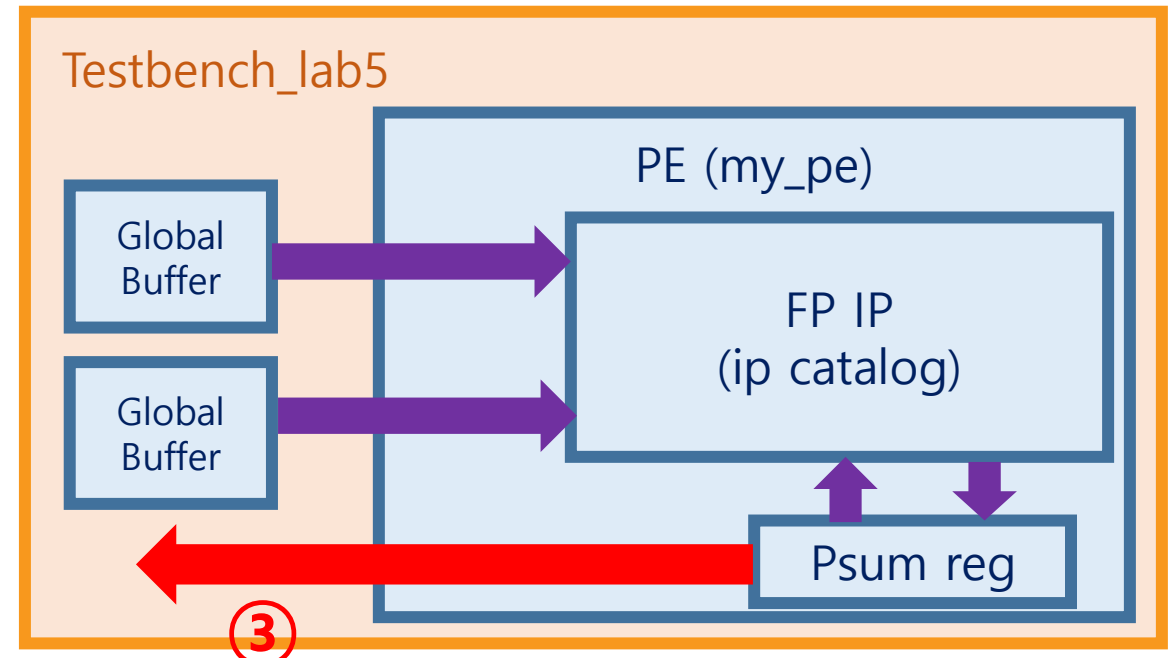 Testbench_lab5
PE (my_pe)
Global
Buffer
FP IP
(ip catalog)
Global
Buffer
Psum reg
③